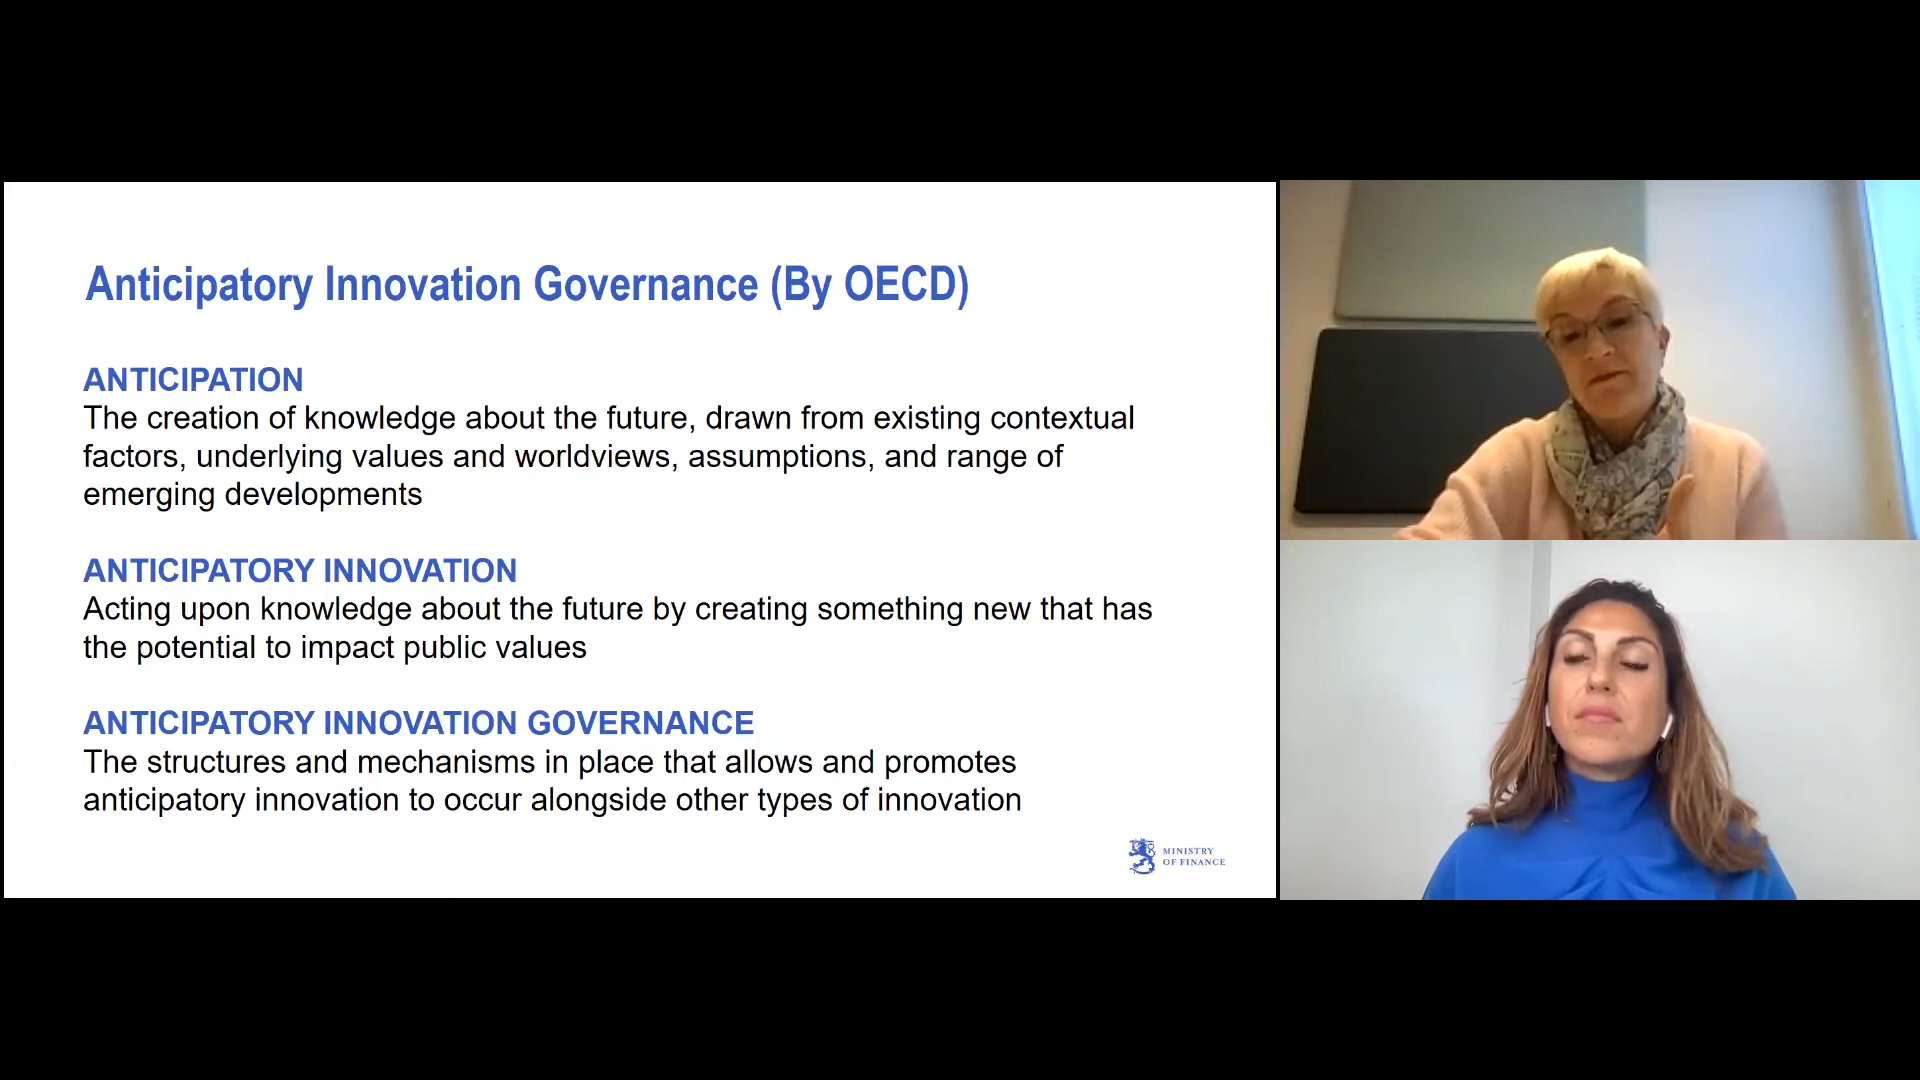 Anticipatory Innovation Governance (By OECD)
ANTICIPATION
The creation of knowledge about the future, drawn from existing contextual
factors, underlying values and worldviews, assumptions, and range of
emerging developments
ANTICIPATORY INNOVATION
Acting upon knowledge about the future by creating something new that has
the potential to impact public values
ANTICIPATORY INNOVATION GOVERNANCE
The structures and mechanisms in place that allows and promotes
anticipatory innovation to occur alongside other types of innovation
MINISTRY
OF FINANCE